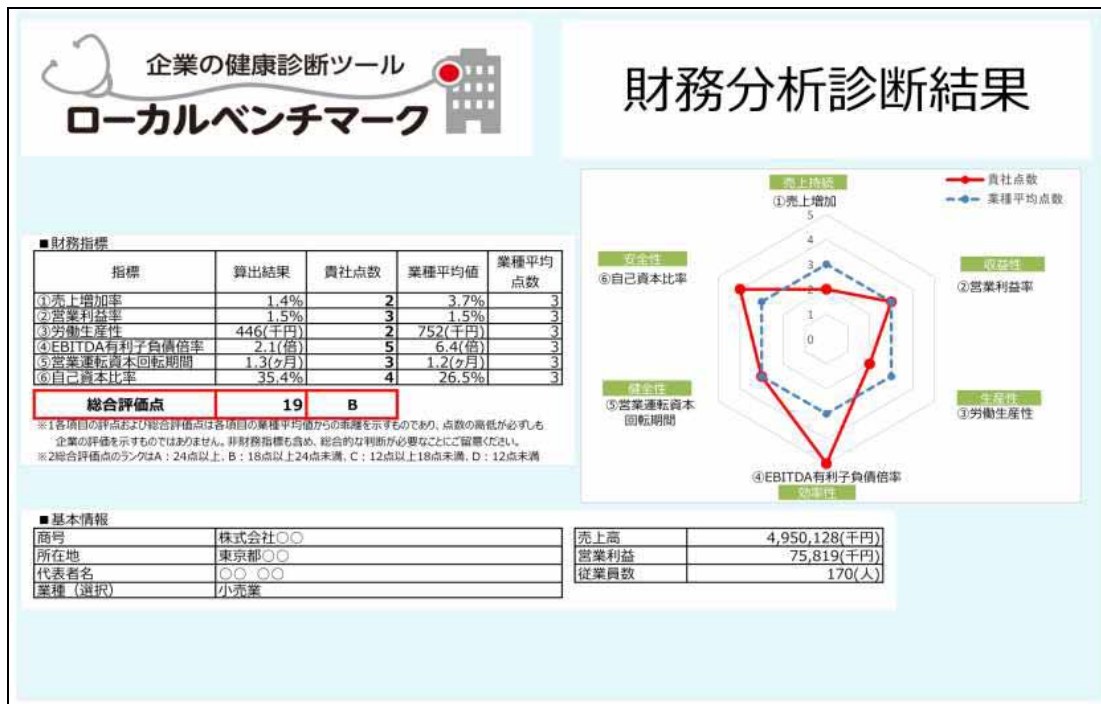 企業の健康診断ツール
ローカルベンチマーク
財務分析診断結果
■財務指標
指標 算出結果 貴社点数 業種平均値 業種平均点数
①売上増加率 1.4% 2 3.7% 3
②営業利益率 1.5% 3 1.5% 3
③労働生産性 446(千円) 2 752(千円) 3
④EBITDA有利子負債倍率 2.1(倍) 5 6.4(倍) 3
⑤営業運転資本回転期間 1.3(ヶ月) 3 1.2(ヶ月) 3
⑥自己資本比率 35.4% 4 26.5% 3
総合評価点 19 B
※1各項目の評点および総合評価点は各項目の業種平均値からの乖離を示すものであり、点数の高低が必ずしも
企業の評価を示すものではありません。非財務指標も含め、総合的な判断が必要なことにご留意ください。
※2総合評価点のランクはA：24点以上、B：18点以上24点未満、C：12点以上18点未満、D：12点未満
貴社点数
業種平均点数
売上持続
①売上増加
5
4
3
2
1
0
収益性
②営業利益率
生産性
③労働生産性
④EBITDA有利子負債倍率
効率性
健全性
⑤営業運転資本
回転期間
安全性
⑥自己資本比率
■基本情報
商号 株式会社○○
所在地 東京都○○
代表者名 ○○ ○○
業種（選択） 小売業
売上高 4,950,128(千円)
営業利益 75,819(千円)
従業員数 170(人)